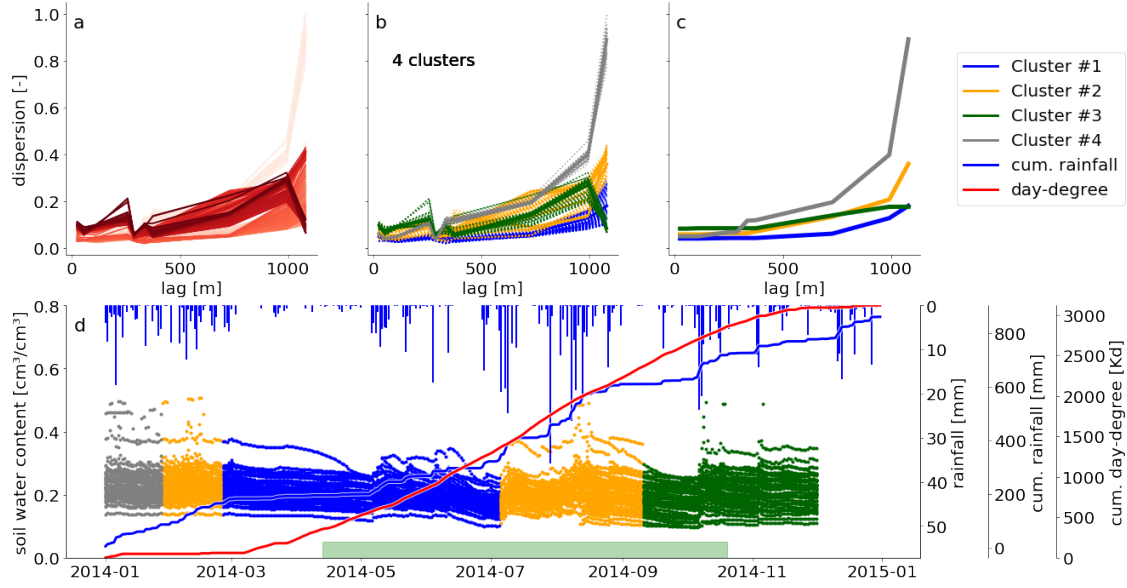 a
b
c
4 clusters
1.0
0.8
0.6
0.4
0.2
0.0
dispersion [-]
0 500 1000
0 500 1000
0 500 1000
lag [m]
lag [m]
lag [m]
Cluster #1
Cluster #2
Cluster #3
Cluster #4
cum. rainfall
day-degree
d
0.8
0.6
0.4
0.2
0.0
soil water content [cm³/cm³]
0
10
20
30
40
50
rainfall [mm]
800
600
400
200
0
cum. rainfall [mm]
3000
2500
2000
1500
1000
500
0
cum. day-degree [Kd]
2014-01 2014-03 2014-05 2014-07 2014-09 2014-11 2015-01